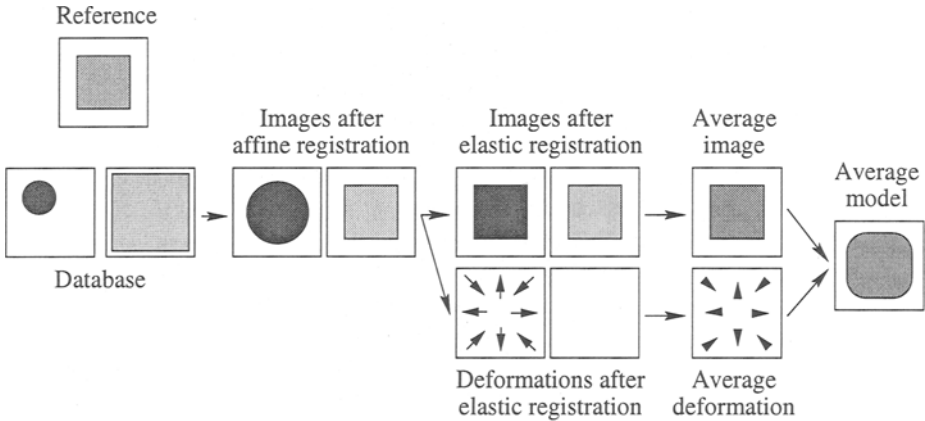 Reference
Images after
affine registration
Images after
elastic registration
Average
image
Average
model
Database
Deformations after
elastic registration
Average
deformation